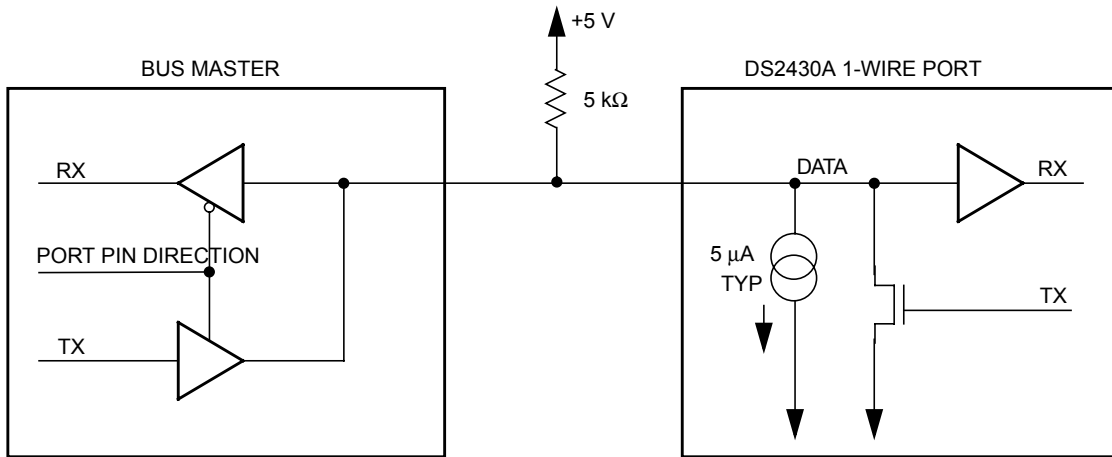 +5 V
BUS MASTER
DS2430A 1-WIRE PORT
5 kΩ
RX
DATA
RX
PORT PIN DIRECTION
5 μA
TYP
TX
TX